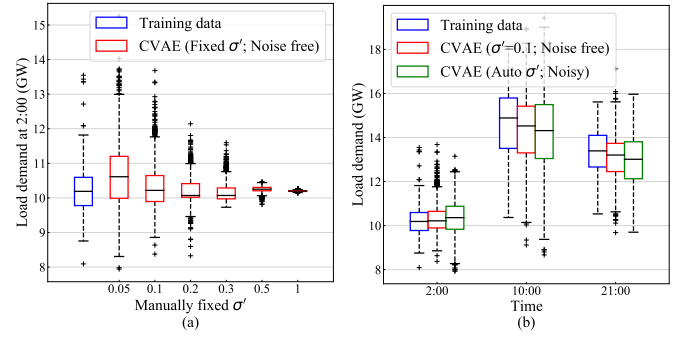 Training data
CVAE (Fixed σ′; Noise free)
Load demand at 2:00 (GW)
15
14
13
12
11
10
9
8
0.05 0.1 0.2 0.3 0.5 1
Manually fixed σ′
(a)
Training data
CVAE (σ′=0.1; Noise free)
CVAE (Auto σ′; Noisy)
Load demand (GW)
18
16
14
12
10
8
2:00 10:00 21:00
Time
(b)